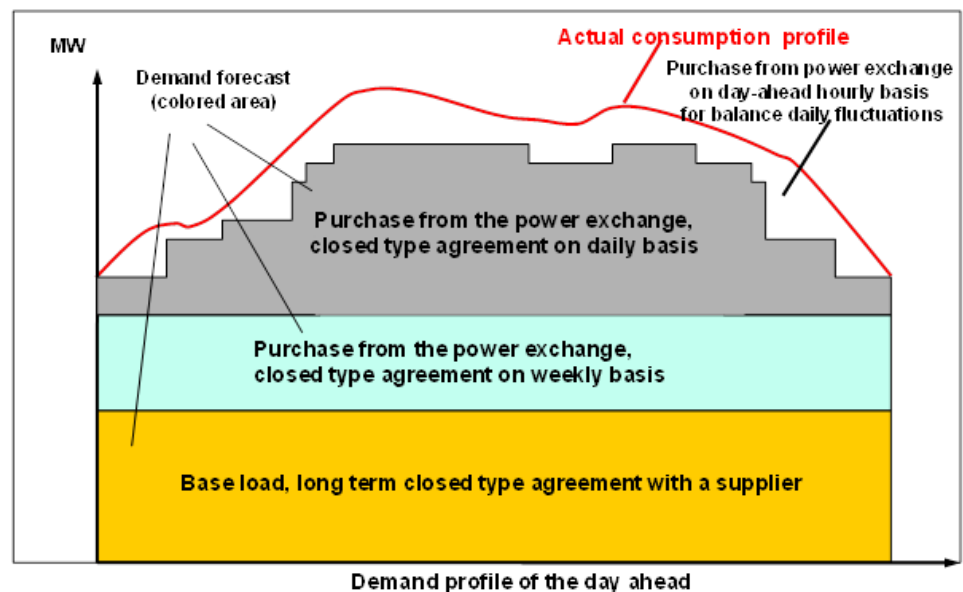 MW
Demand forecast
(colored area)
Actual consumption profile
Purchase from power exchange
on day-ahead hourly basis
for balance daily fluctuations
Purchase from the power exchange,
closed type agreement on daily basis
Purchase from the power exchange,
closed type agreement on weekly basis
Base load, long term closed type agreement with a supplier
Demand profile of the day ahead